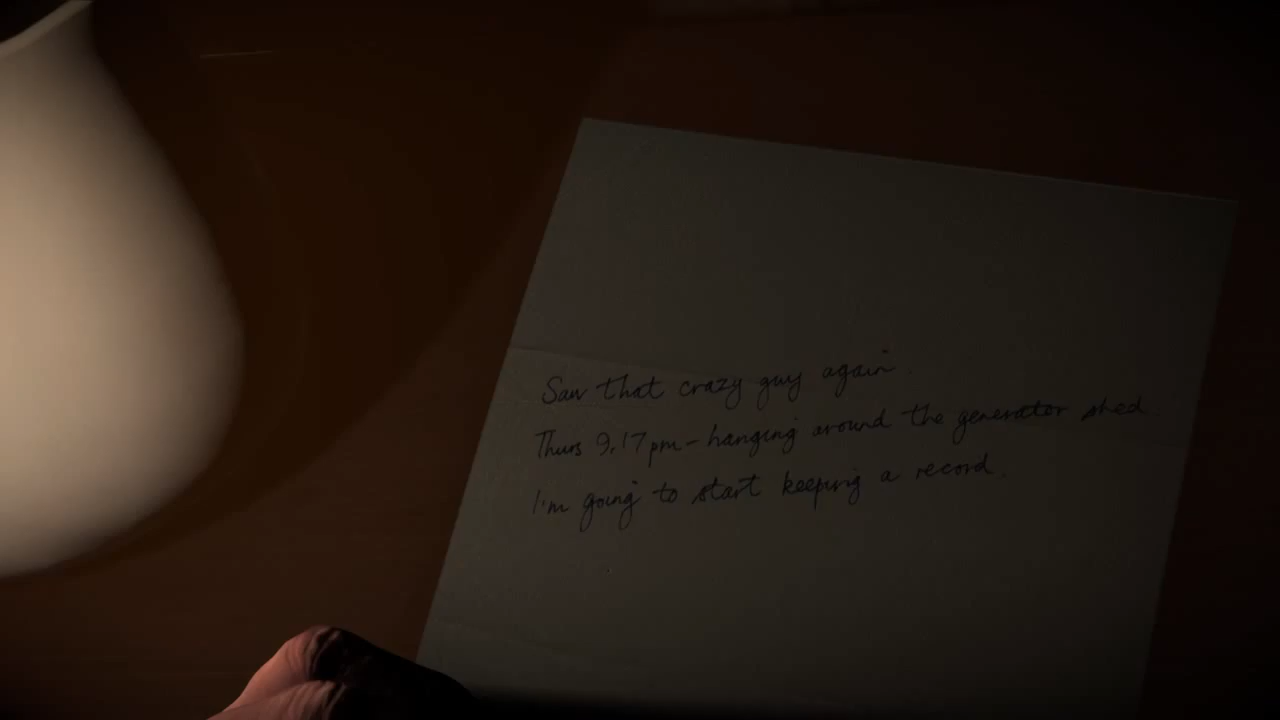 Saw that crazy guy again.
Thurs 9.17pm - hanging around the generator shed.
I'm going to start keeping a record.